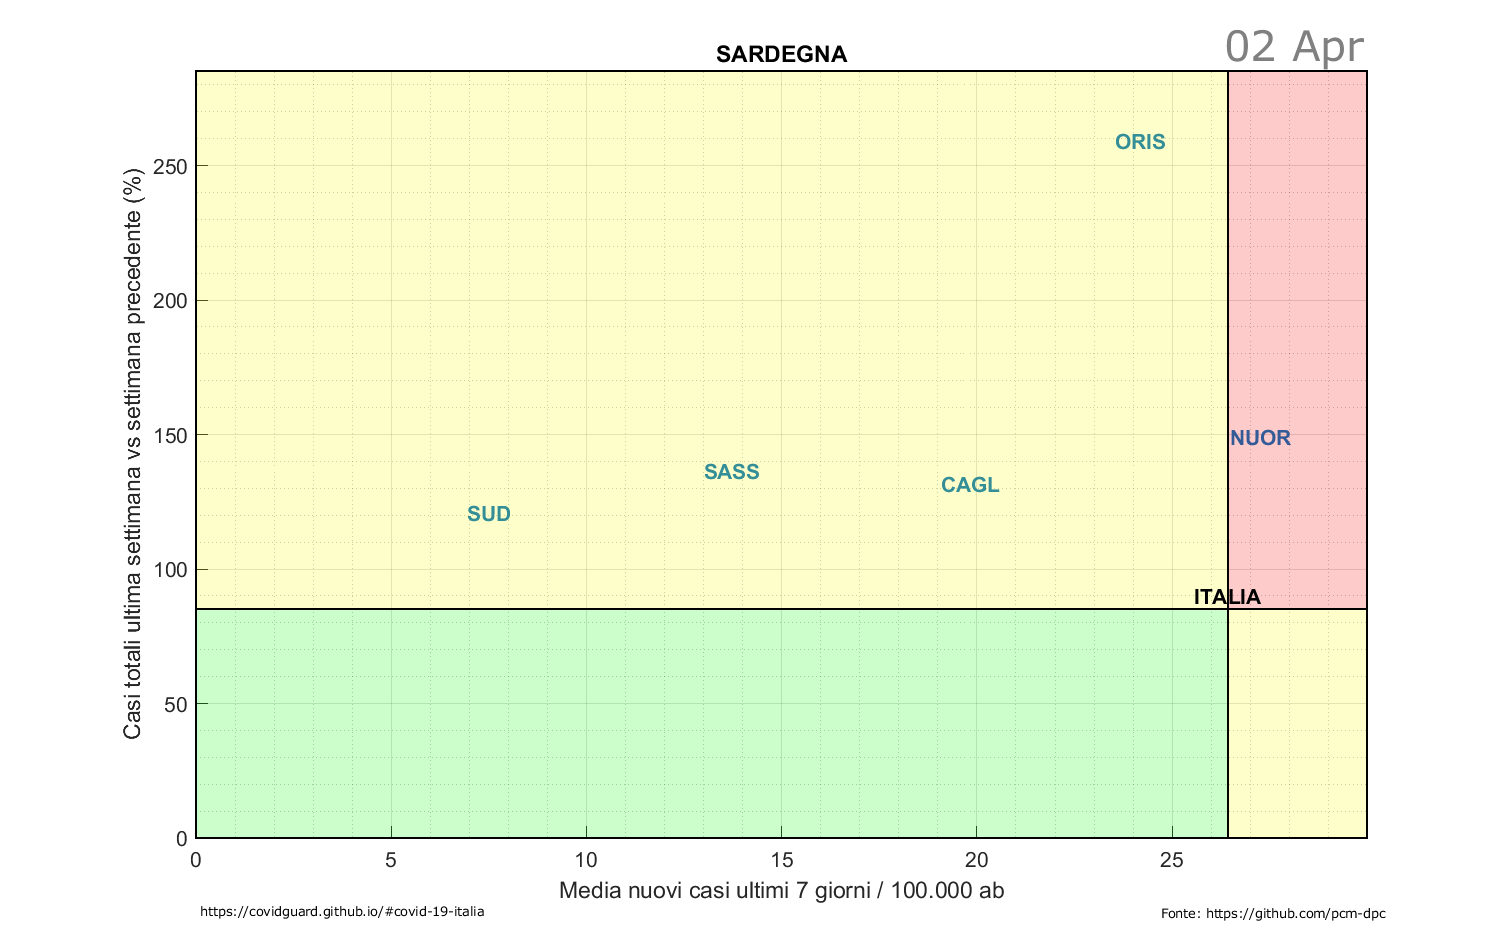 02 Apr
SARDEGNA
Casi totali ultima settimana vs settimana precedente (%)
250
200
150
100
50
0
ORIS
NUOR
SASS
CAGL
SUD
ITALIA
0 5 10 15 20 25
Media nuovi casi ultimi 7 giorni / 100.000 ab
https://covidguard.github.io/#covid-19-italia
Fonte: https://github.com/pcm-dpc